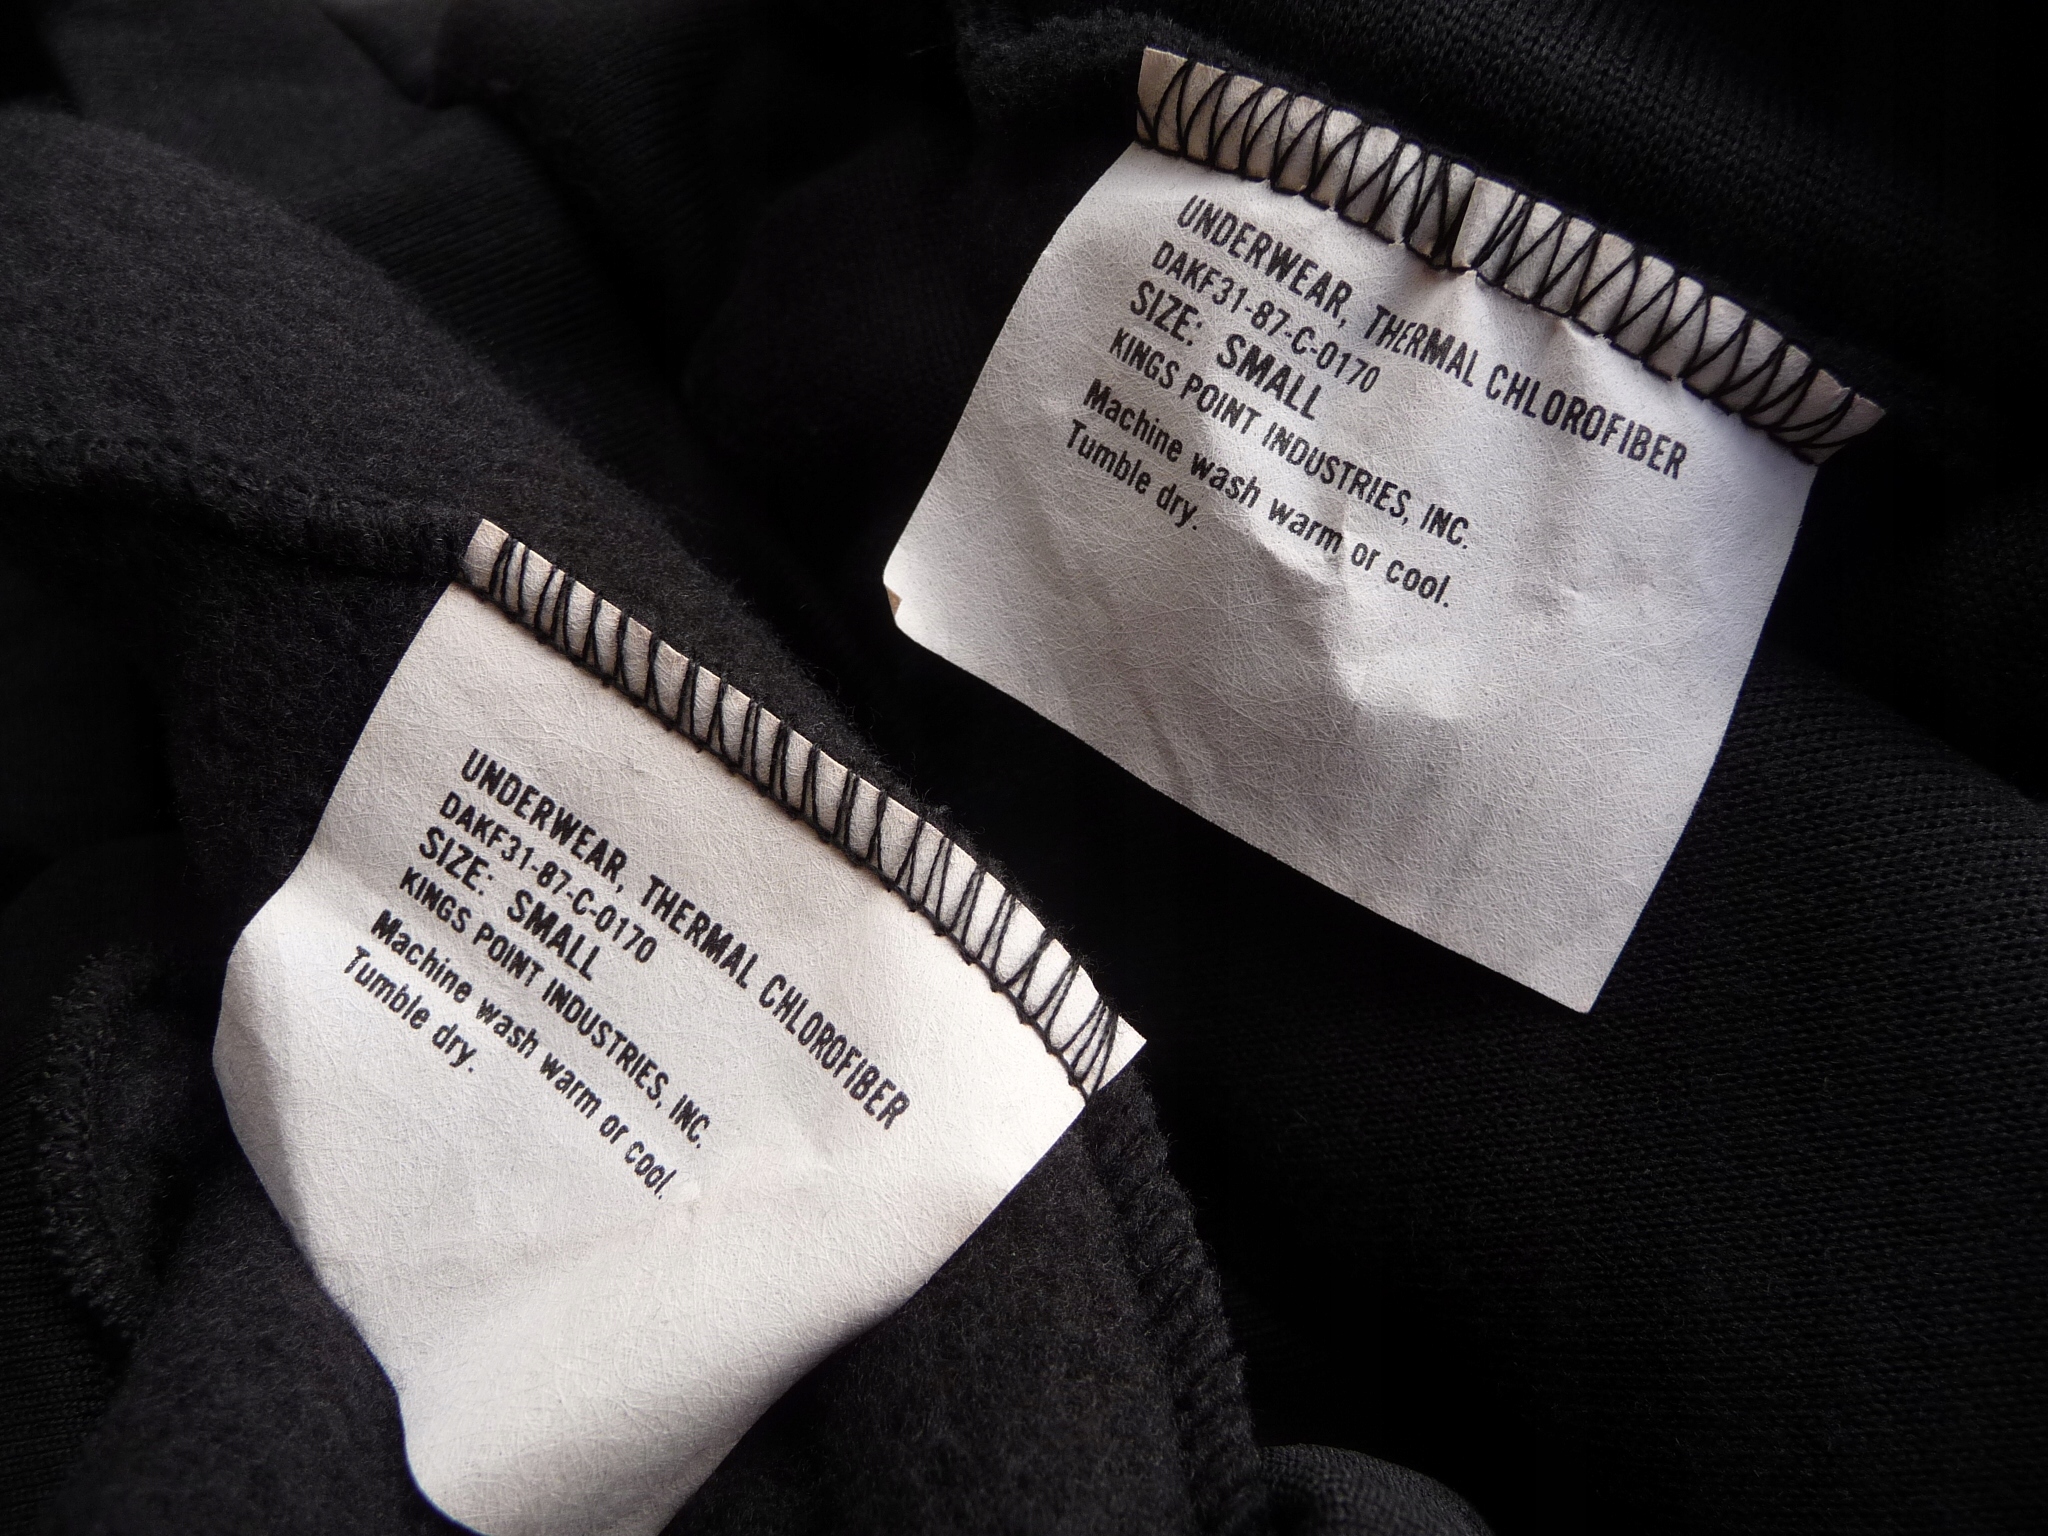 UNDERWEAR, THERMAL CHLOROFIBER
DAKF31-87-C-0170
SIZE: SMALL
KINGS POINT INDUSTRIES, INC.
Machine wash warm or cool.
Tumble dry.
UNDERWEAR, THERMAL CHLOROFIBER
DAKF31-87-C-0170
SIZE: SMALL
KINGS POINT INDUSTRIES, INC.
Machine wash warm or cool.
Tumble dry.